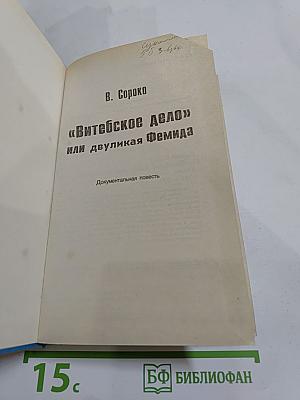 В. Сороко
«Витебское дело»
или двуликая Фемида
Документальная повесть
15с
БФ БИБЛИОФАН